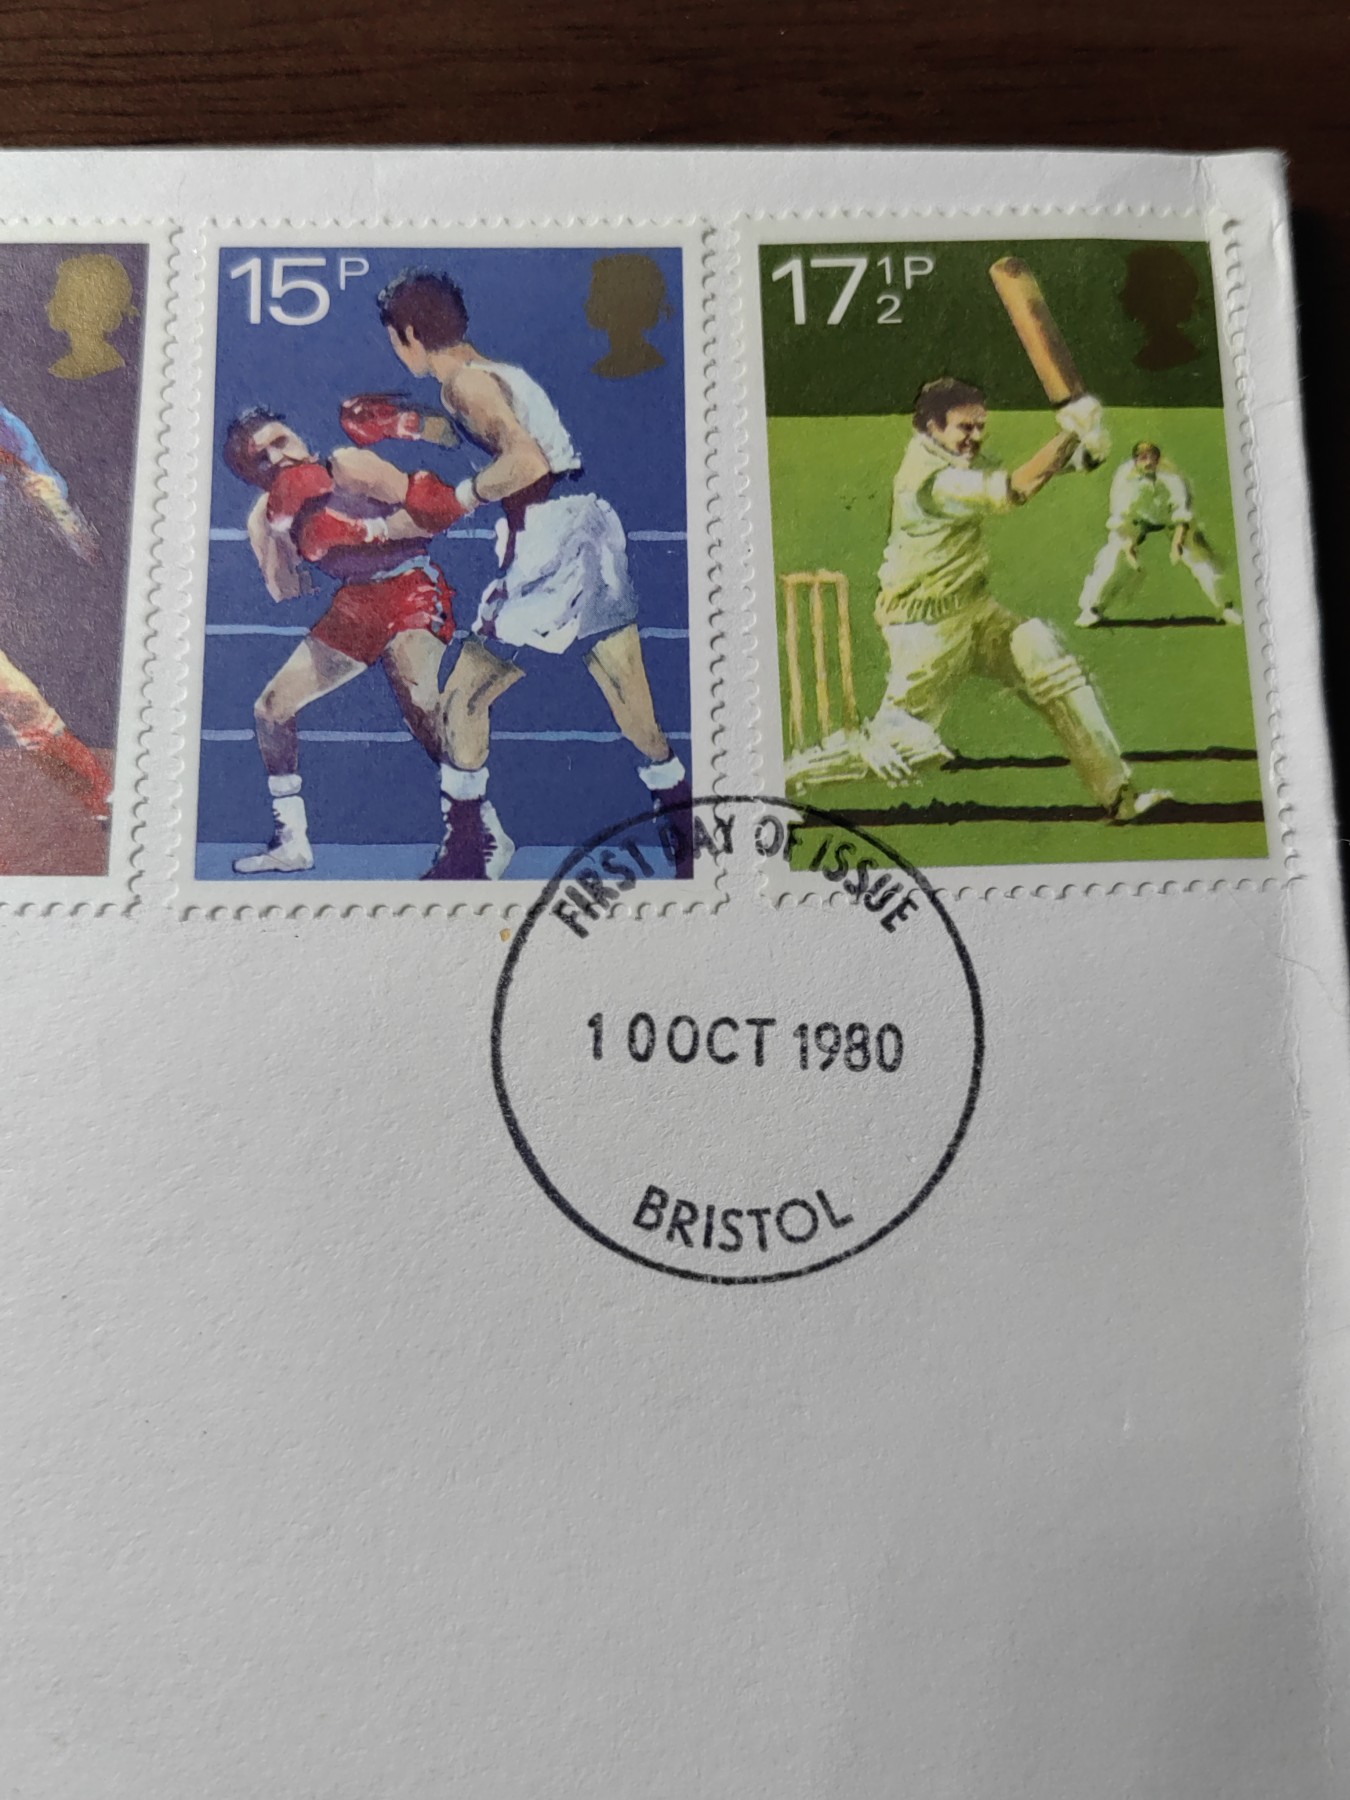 15P
17½P
FIRST DAY OF ISSUE
10 OCT 1980
BRISTOL